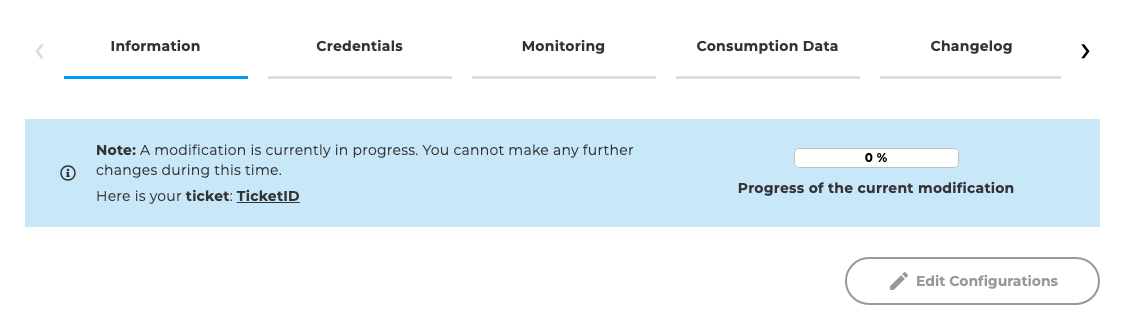 Information
Credentials
Monitoring
Consumption Data
Changelog
Note: A modification is currently in progress. You cannot make any further
changes during this time.
Here is your ticket: TicketID
0 %
Progress of the current modification
Edit Configurations